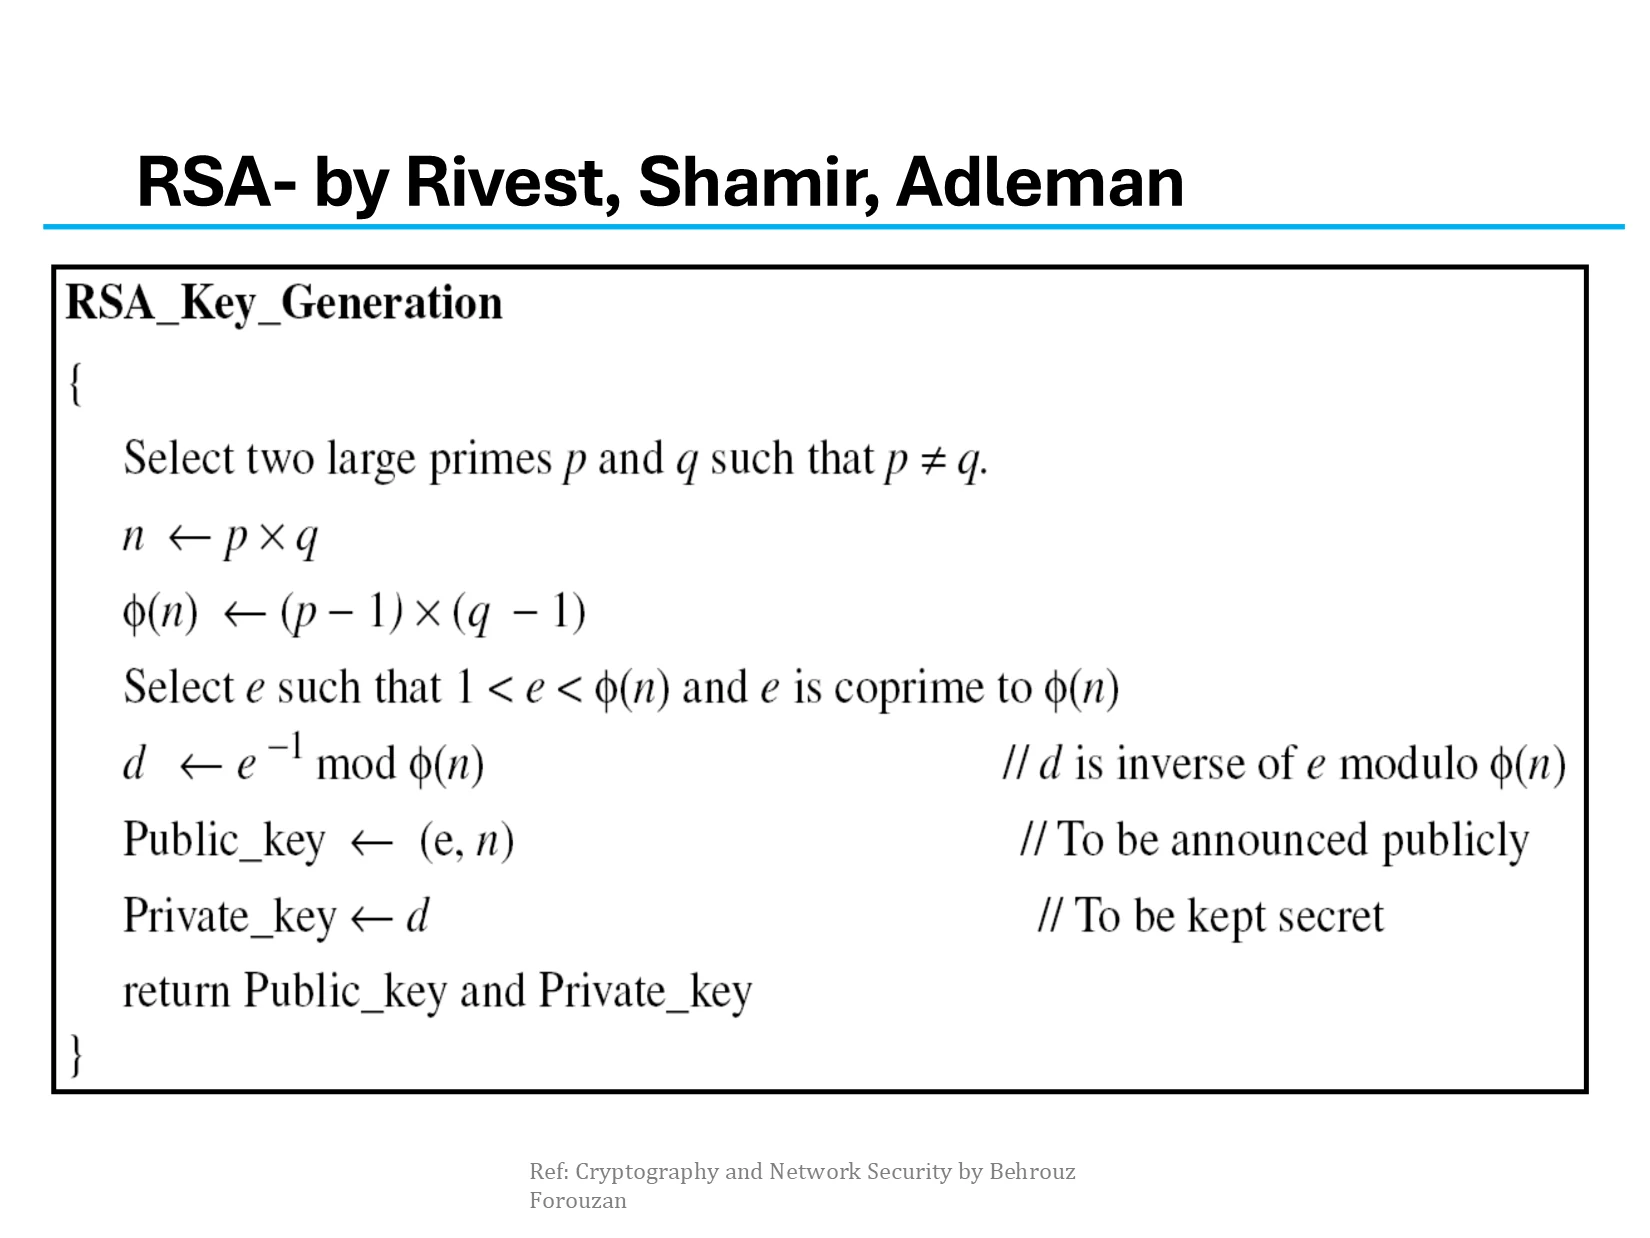 RSA- by Rivest, Shamir, Adleman
RSA_Key_Generation
{
Select two large primes p and q such that p ≠ q.
n ← p × q
ϕ(n) ← (p − 1) × (q − 1)
Select e such that 1 < e < ϕ(n) and e is coprime to ϕ(n)
d ← e⁻¹ mod ϕ(n) // d is inverse of e modulo ϕ(n)
Public_key ← (e, n) // To be announced publicly
Private_key ← d // To be kept secret
return Public_key and Private_key
}
Ref: Cryptography and Network Security by Behrouz
Forouzan